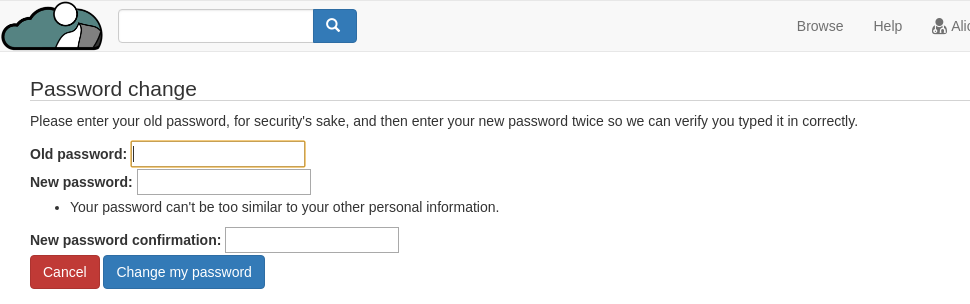 Browse Help Alic
Password change
Please enter your old password, for security's sake, and then enter your new password twice so we can verify you typed it in correctly.
Old password:
New password:
• Your password can't be too similar to your other personal information.
New password confirmation:
Cancel Change my password